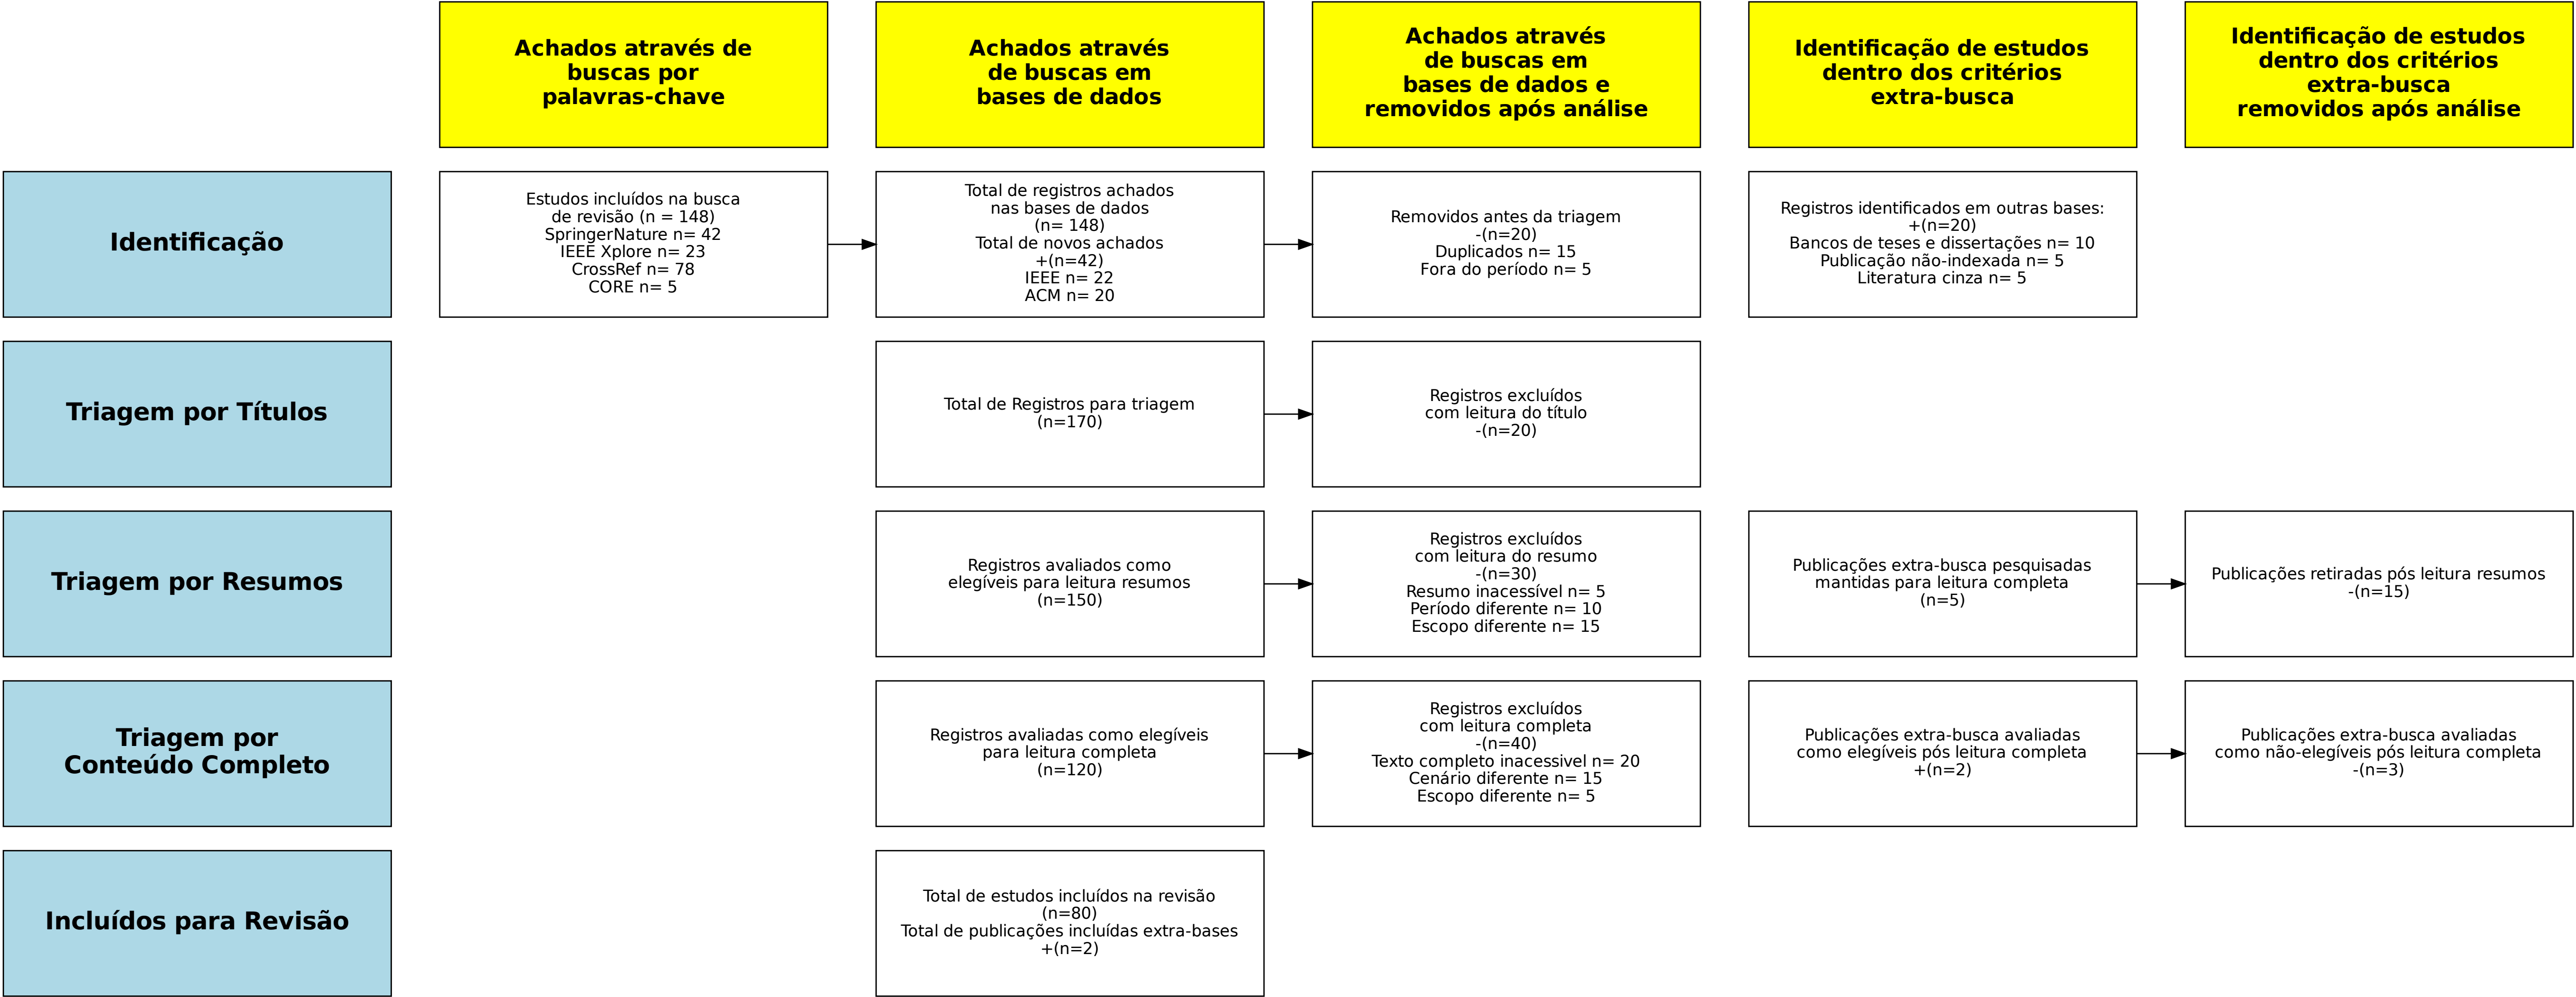 Achados através de
buscas por
palavras-chave
Achados através
de buscas em
bases de dados
Achados através
de buscas em
bases de dados e
removidos após análise
Identificação de estudos
dentro dos critérios
extra-busca
Identificação de estudos
dentro dos critérios
extra-busca
removidos após análise
Identificação
Estudos incluídos na busca
de revisão (n = 148)
SpringerNature n= 42
IEEE Xplore n= 23
CrossRef n= 78
CORE n= 5
Total de registros achados
nas bases de dados
(n= 148)
Total de novos achados
+(n=42)
IEEE n= 22
ACM n= 20
Removidos antes da triagem
-(n=20)
Duplicados n= 15
Fora do período n= 5
Registros identificados em outras bases:
+(n=20)
Bancos de teses e dissertações n= 10
Publicação não-indexada n= 5
Literatura cinza n= 5
Triagem por Títulos
Total de Registros para triagem
(n=170)
Registros excluídos
com leitura do título
-(n=20)
Triagem por Resumos
Registros avaliados como
elegíveis para leitura resumos
(n=150)
Registros excluídos
com leitura do resumo
-(n=30)
Resumo inacessível n= 5
Período diferente n= 10
Escopo diferente n= 15
Publicações extra-busca pesquisadas
mantidas para leitura completa
(n=5)
Publicações retiradas pós leitura resumos
-(n=15)
Triagem por
Conteúdo Completo
Registros avaliadas como elegíveis
para leitura completa
(n=120)
Registros excluídos
com leitura completa
-(n=40)
Texto completo inacessivel n= 20
Cenário diferente n= 15
Escopo diferente n= 5
Publicações extra-busca avaliadas
como elegíveis pós leitura completa
+(n=2)
Publicações extra-busca avaliadas
como não-elegíveis pós leitura completa
-(n=3)
Incluídos para Revisão
Total de estudos incluídos na revisão
(n=80)
Total de publicações incluídas extra-bases
+(n=2)